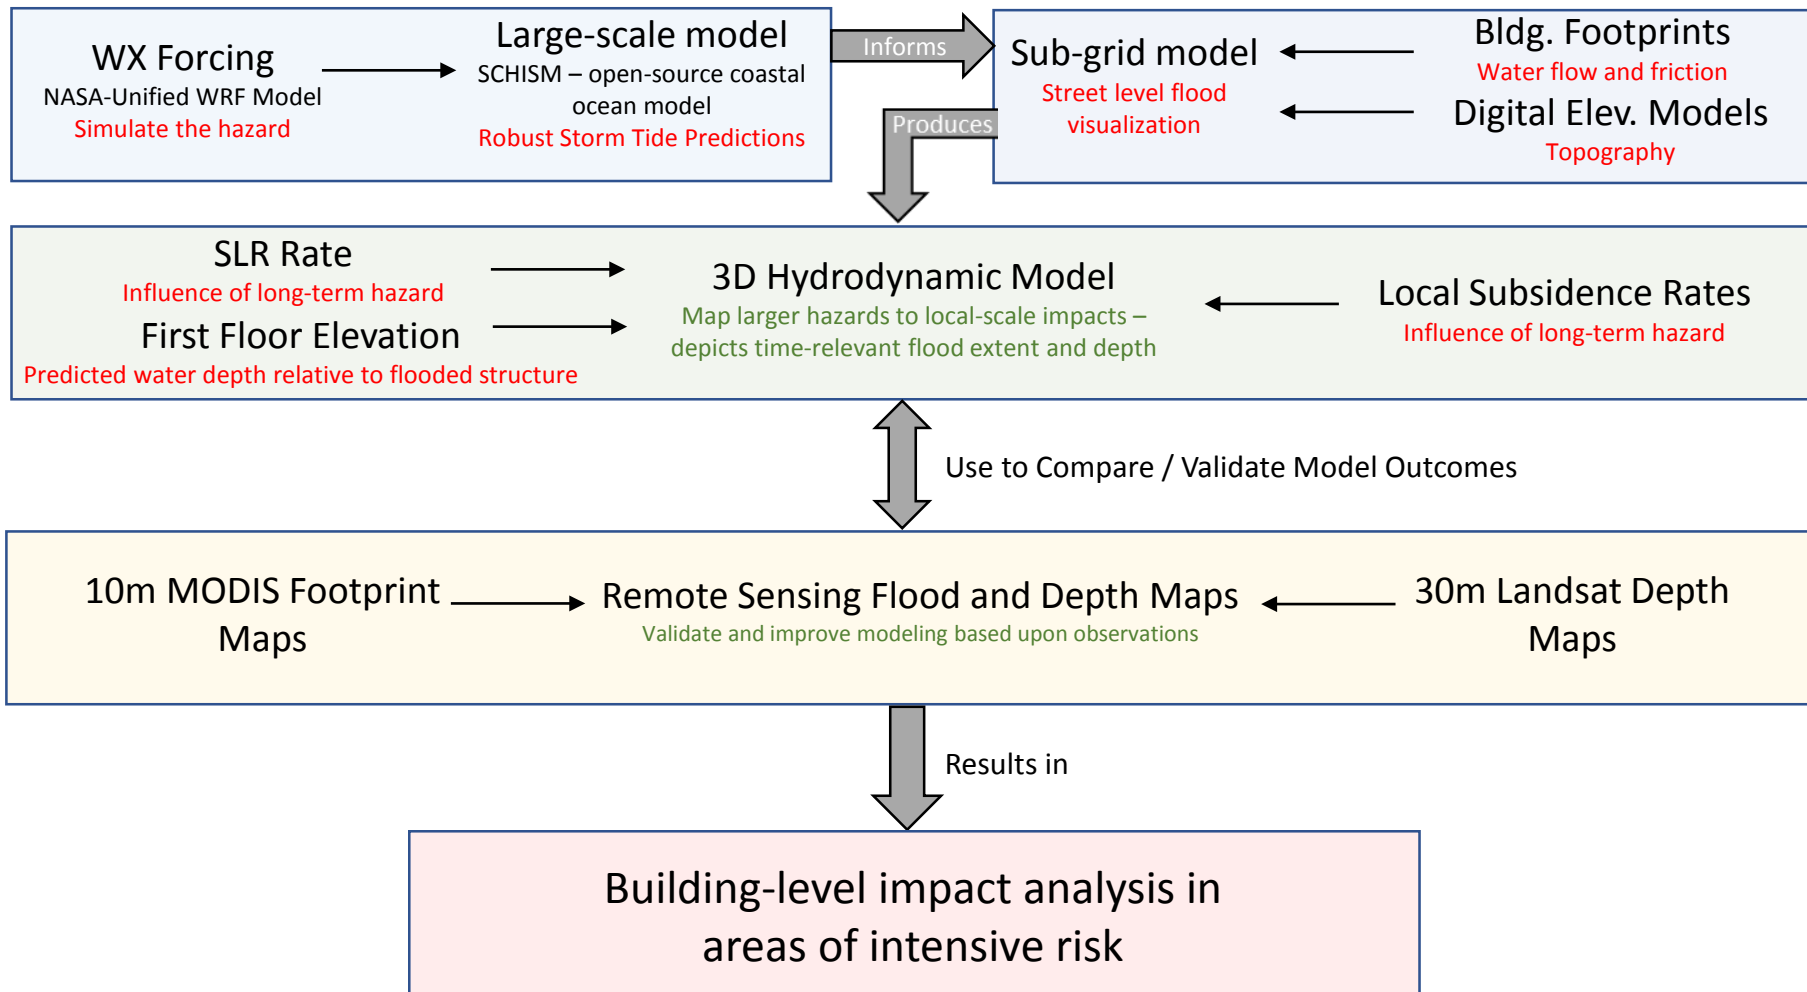 WX Forcing
NASA-Unified WRF Model
Simulate the hazard
Large-scale model
SCHISM – open-source coastal
ocean model
Robust Storm Tide Predictions
Informs
Produces
Sub-grid model
Street level flood
visualization
Bldg. Footprints
Water flow and friction
Digital Elev. Models
Topography
SLR Rate
Influence of long-term hazard
First Floor Elevation
Predicted water depth relative to flooded structure
3D Hydrodynamic Model
Map larger hazards to local-scale impacts –
depicts time-relevant flood extent and depth
Local Subsidence Rates
Influence of long-term hazard
Use to Compare / Validate Model Outcomes
10m MODIS Footprint
Maps
Remote Sensing Flood and Depth Maps
Validate and improve modeling based upon observations
30m Landsat Depth
Maps
Results in
Building-level impact analysis in
areas of intensive risk